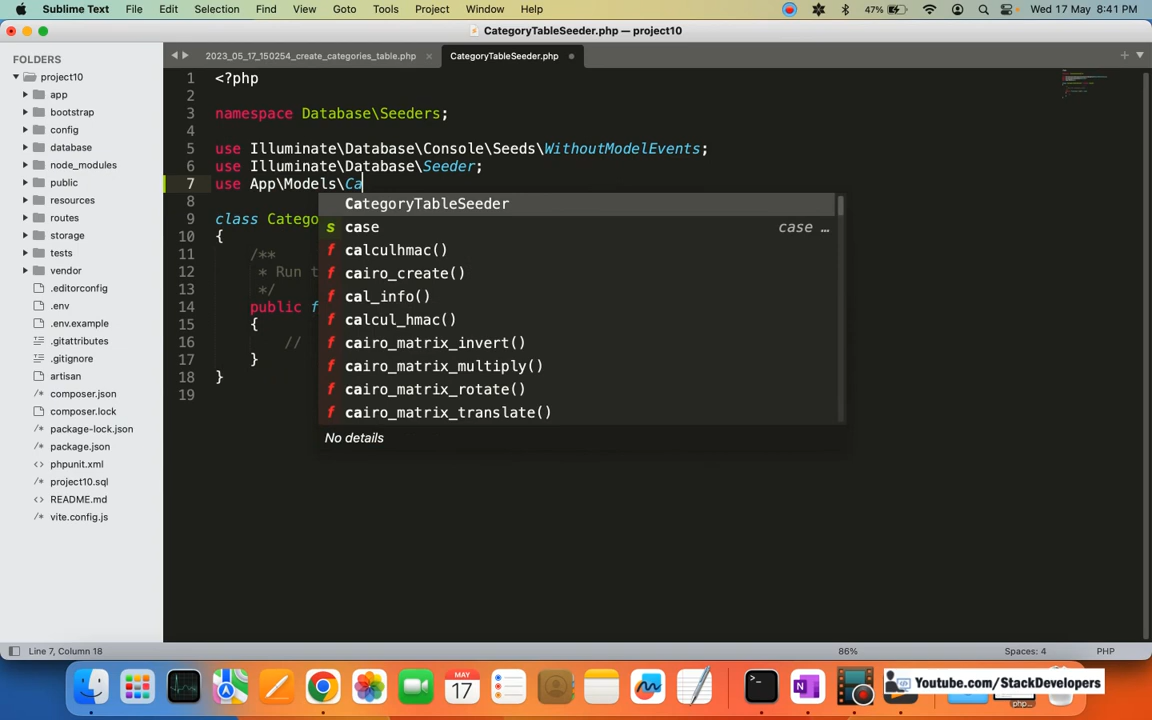 Sublime Text File Edit Selection Find View Goto Tools Project Window Help 47% Wed 17 May 8:41 PM
CategoryTableSeeder.php — project10
FOLDERS
project10
app
bootstrap
config
database
node_modules
public
resources
routes
storage
tests
vendor
.editorconfig
.env
.env.example
.gitattributes
.gitignore
artisan
composer.json
composer.lock
package-lock.json
package.json
phpunit.xml
project10.sql
README.md
vite.config.js
2023_05_17_150254_create_categories_table.php CategoryTableSeeder.php
1 <?php
2
3 namespace Database\Seeders;
4
5 use Illuminate\Database\Console\Seeds\WithoutModelEvents;
6 use Illuminate\Database\Seeder;
7 use App\Models\Ca
8
9 class Catego
10 {
11 /**
12 * Run t
13 */
14 public f
15 {
16 //
17 }
18 }
19
CategoryTableSeeder
s case case …
f calculhmac()
f cairo_create()
f cal_info()
f calcul_hmac()
f cairo_matrix_invert()
f cairo_matrix_multiply()
f cairo_matrix_rotate()
f cairo_matrix_translate()
No details
Line 7, Column 18 86% Spaces: 4 PHP
MAY
17
Youtube.com/StackDevelopers
php...